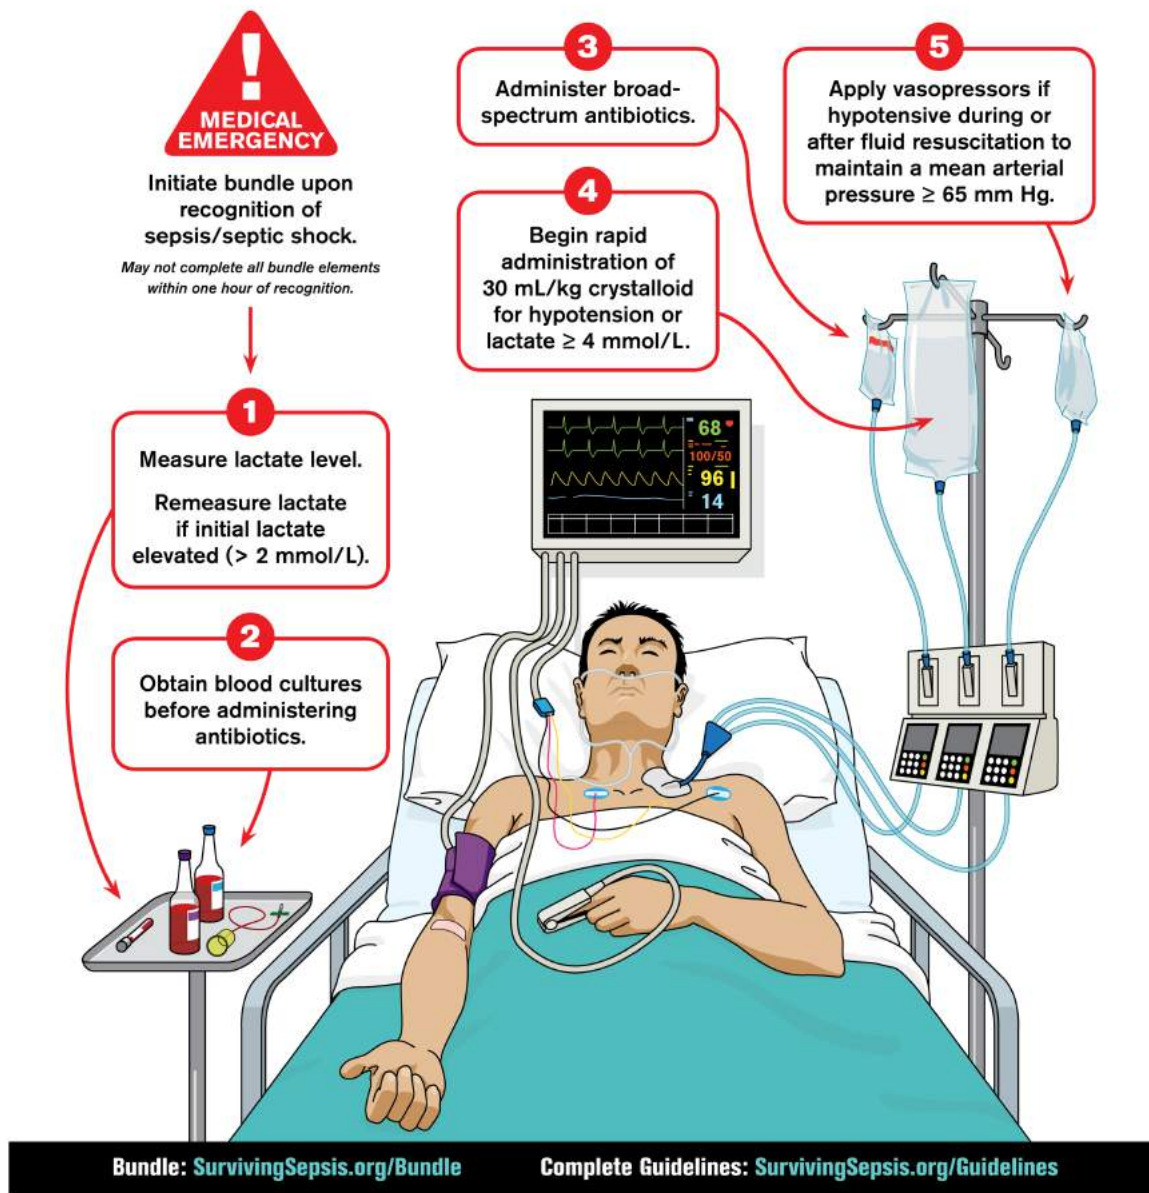 !
MEDICAL
EMERGENCY
Initiate bundle upon
recognition of
sepsis/septic shock.
May not complete all bundle elements
within one hour of recognition.
1
Measure lactate level.
Remeasure lactate
if initial lactate
elevated (> 2 mmol/L).
2
Obtain blood cultures
before administering
antibiotics.
3
Administer broad-
spectrum antibiotics.
4
Begin rapid
administration of
30 mL/kg crystalloid
for hypotension or
lactate ≥ 4 mmol/L.
5
Apply vasopressors if
hypotensive during or
after fluid resuscitation to
maintain a mean arterial
pressure ≥ 65 mm Hg.
68
100/50
96
14
Bundle: SurvivingSepsis.org/Bundle Complete Guidelines: SurvivingSepsis.org/Guidelines